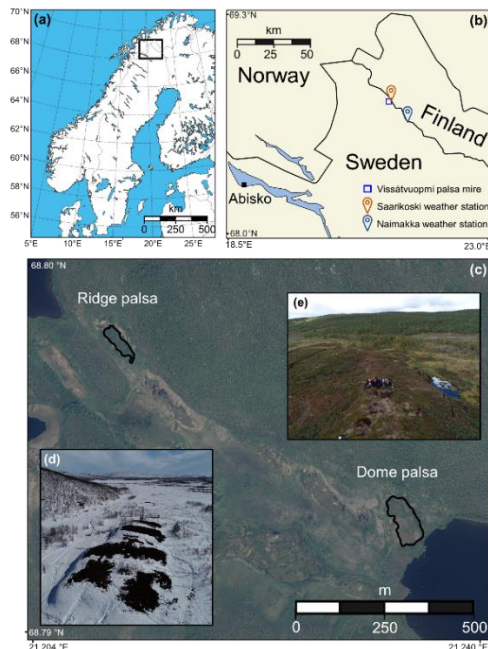 (a)
70°N
68°N
66°N
64°N
62°N
60°N
58°N
56°N
km
0 250 500
5°E 10°E 15°E 20°E 25°E
(b)
69.3°N
km
0 25 50
Norway
Finland
Sweden
Abisko
Vissátvuopmi palsa mire
Saarikoski weather station
Naimakka weather station
68.0°N
18.5°E
23.0°E
68.80 °N
(c)
Ridge palsa
(e)
(d)
Dome palsa
m
0 250 500
68.79 °N
21.204 °E
21.240 °E